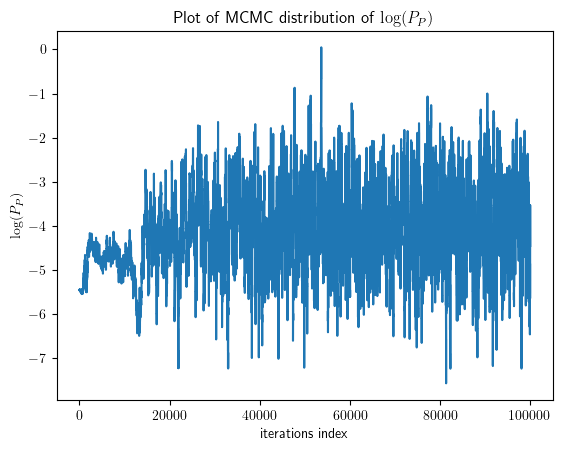 Plot of MCMC distribution of log(P_P)
0
−1
−2
−3
−4
−5
−6
−7
log(P_P)
0 20000 40000 60000 80000 100000
iterations index